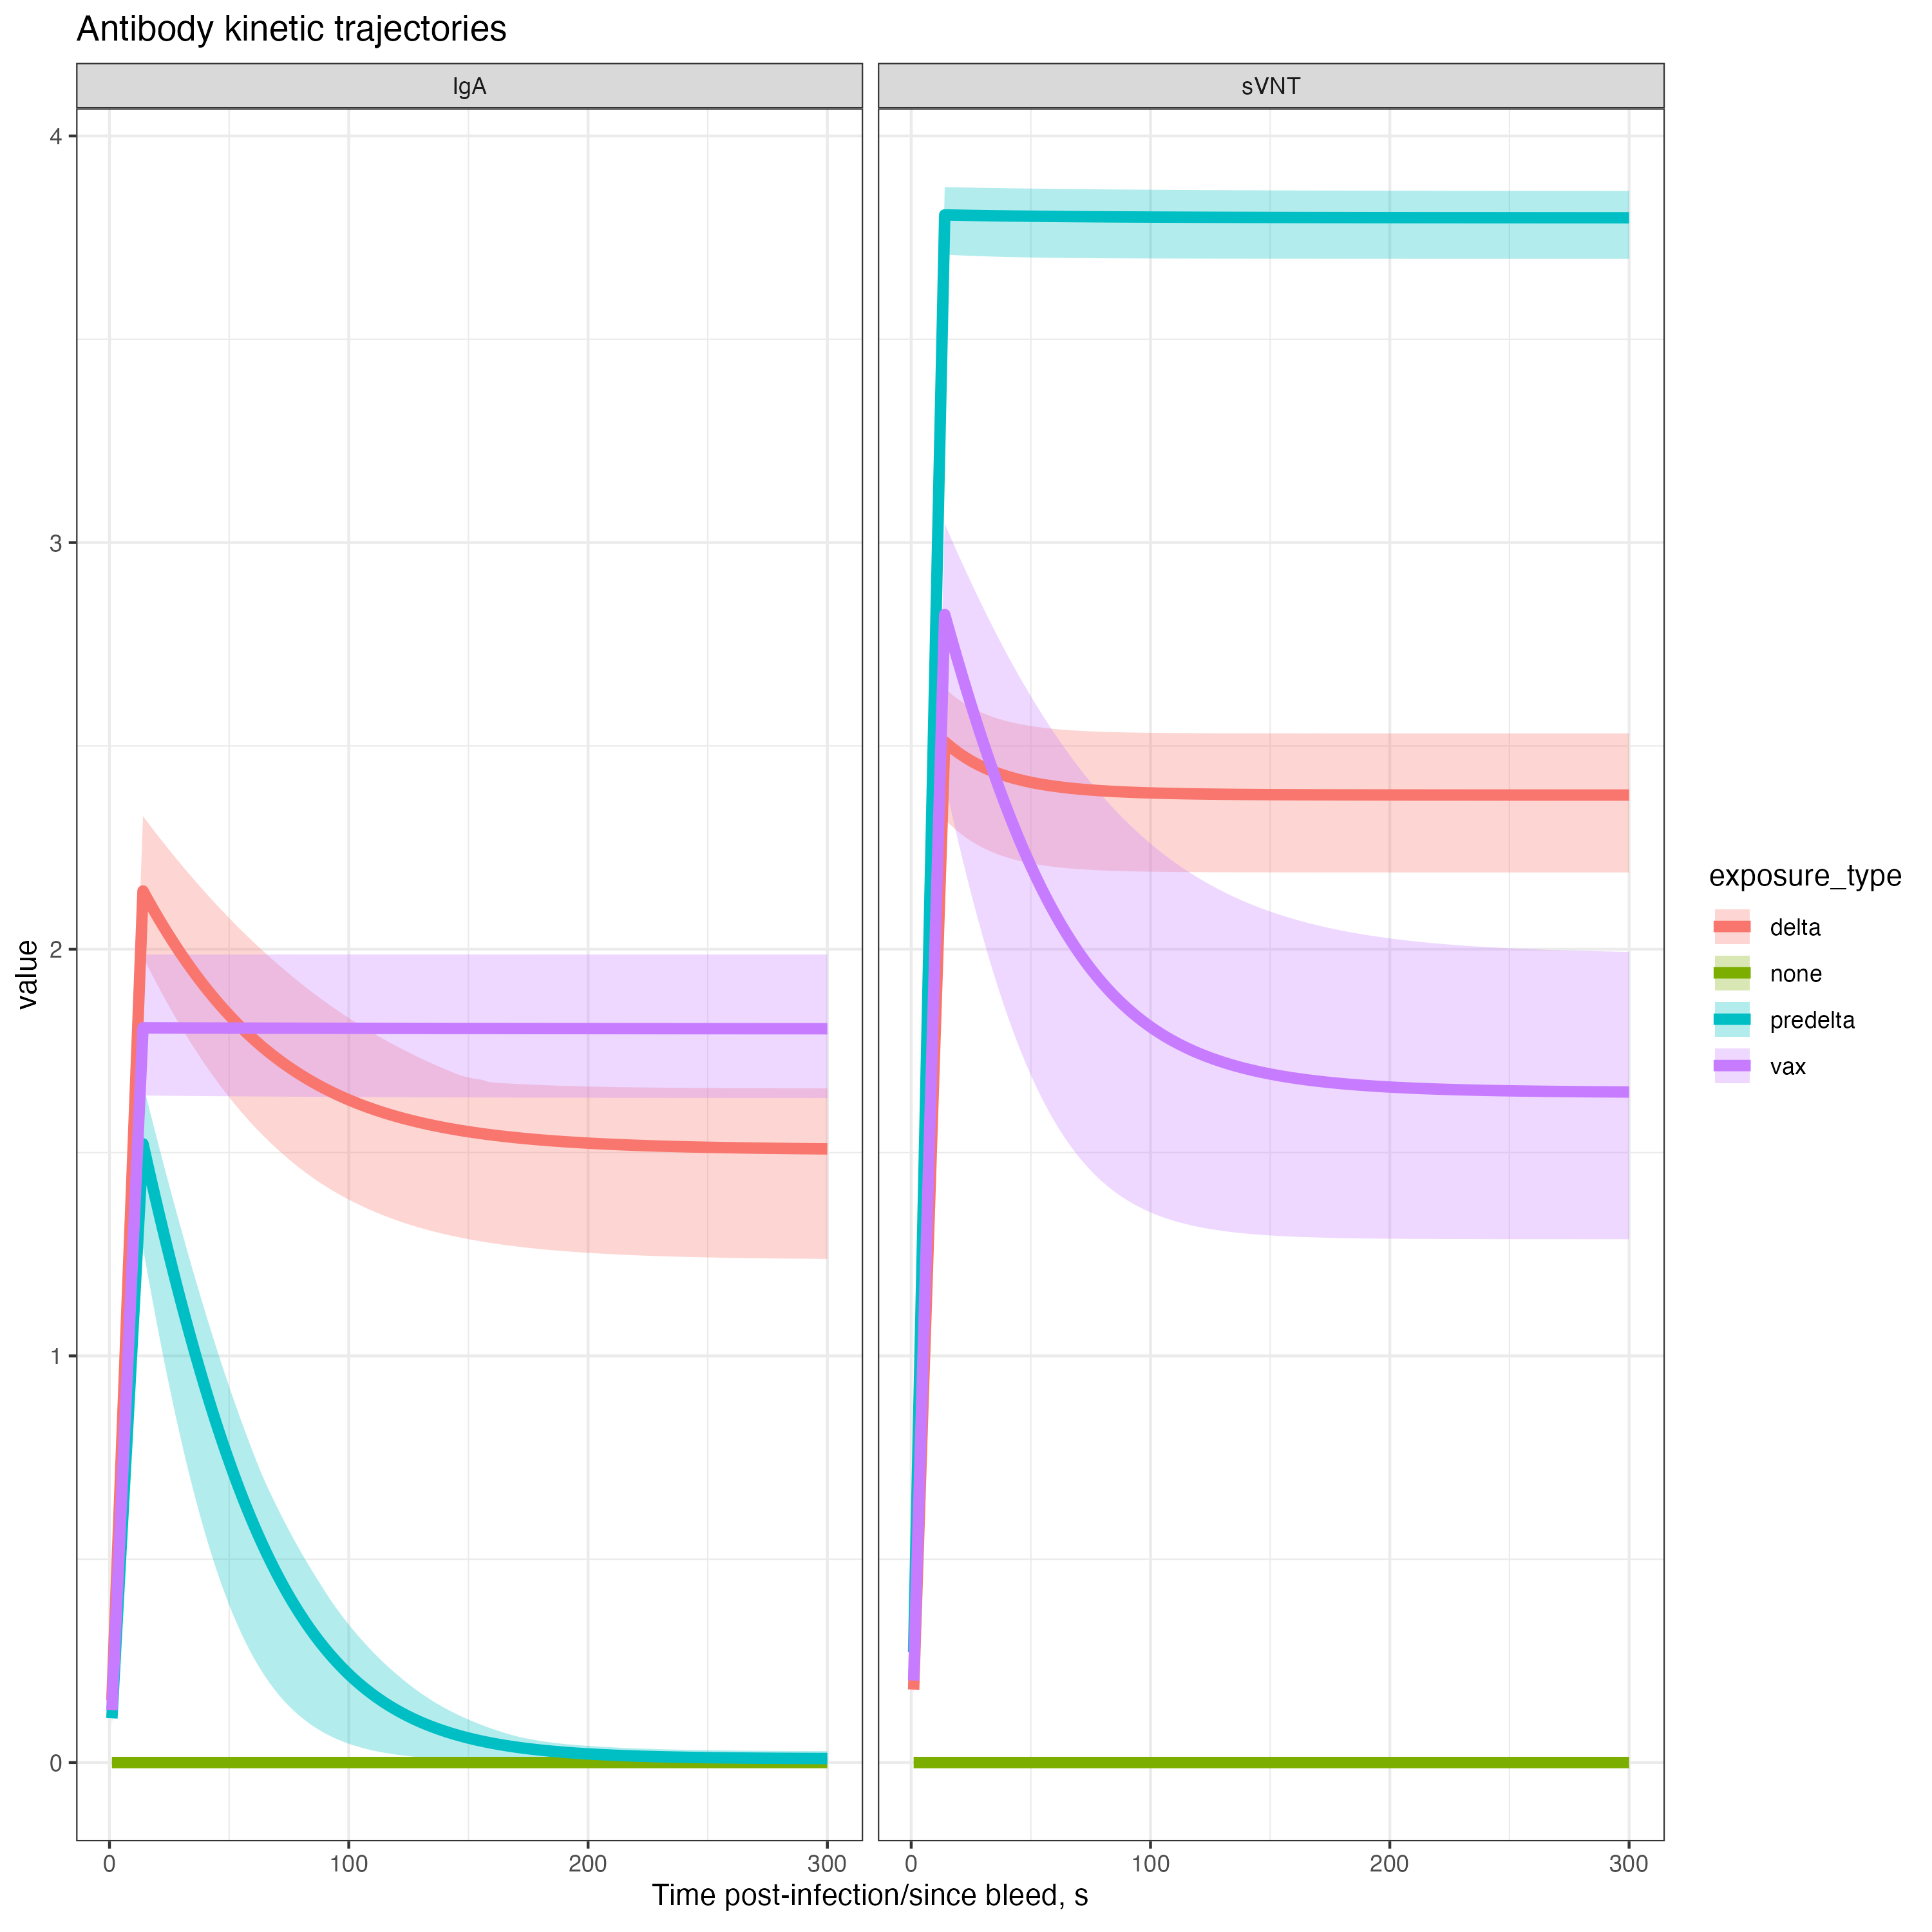 Antibody kinetic trajectories
IgA
sVNT
4
3
2
1
0
value
0 100 200 300
0 100 200 300
Time post-infection/since bleed, s
exposure_type
delta
none
predelta
vax